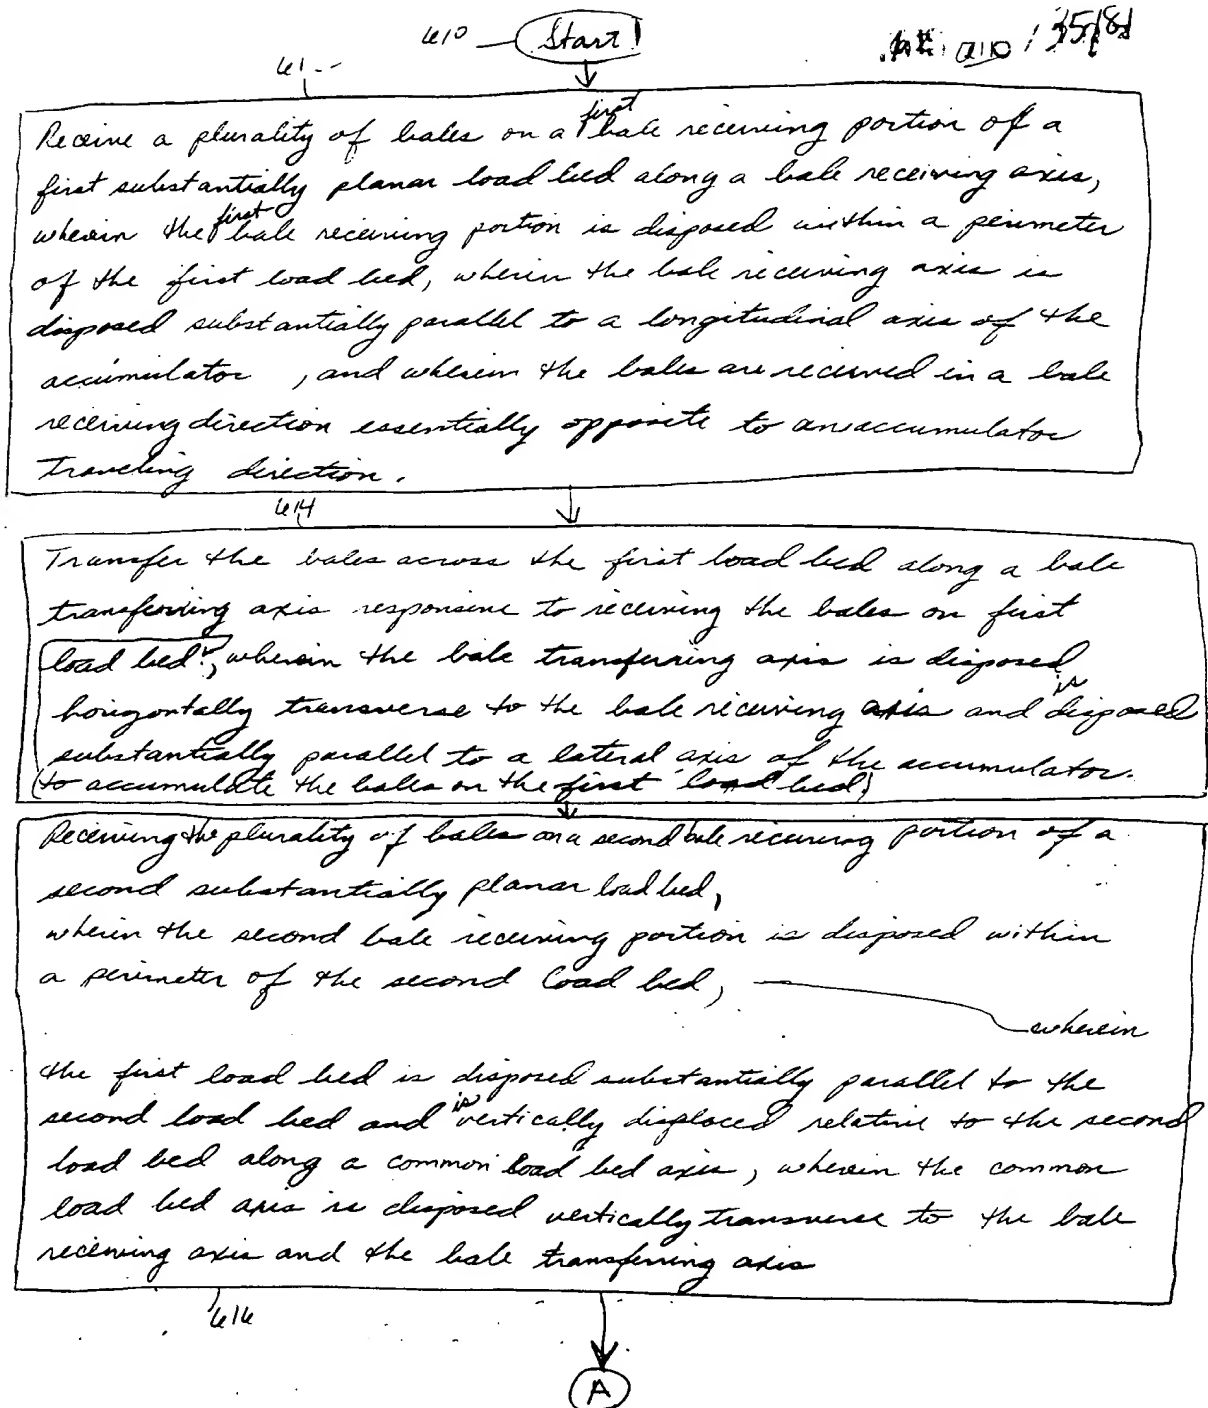 610 Start
35/81
Receive a plurality of bales on a first bale receiving portion of a
first substantially planar load bed along a bale receiving axis,
wherein the first bale receiving portion is disposed within a perimeter
of the first load bed, wherein the bale receiving axis is
disposed substantially parallel to a longitudinal axis of the
accumulator , and wherein the bales are received in a bale
receiving direction essentially opposite to an accumulator
traveling direction.
614
Transfer the bales across the first load bed along a bale
transferring axis responsive to receiving the bales on first
load bed, wherein the bale transferring axis is disposed
horizontally transverse to the bale receiving axis and is disposed
substantially parallel to a lateral axis of the accumulator.
(to accumulate the bales on the first load bed)
Receiving the plurality of bales on a second bale receiving portion of a
second substantially planar load bed,
wherein the second bale receiving portion is disposed within
a perimeter of the second load bed,
wherein
the first load bed is disposed substantially parallel to the
second load bed and is vertically displaced relative to the second
load bed along a common load bed axis, wherein the common
load bed axis is disposed vertically transverse to the bale
receiving axis and the bale transferring axis
616
A